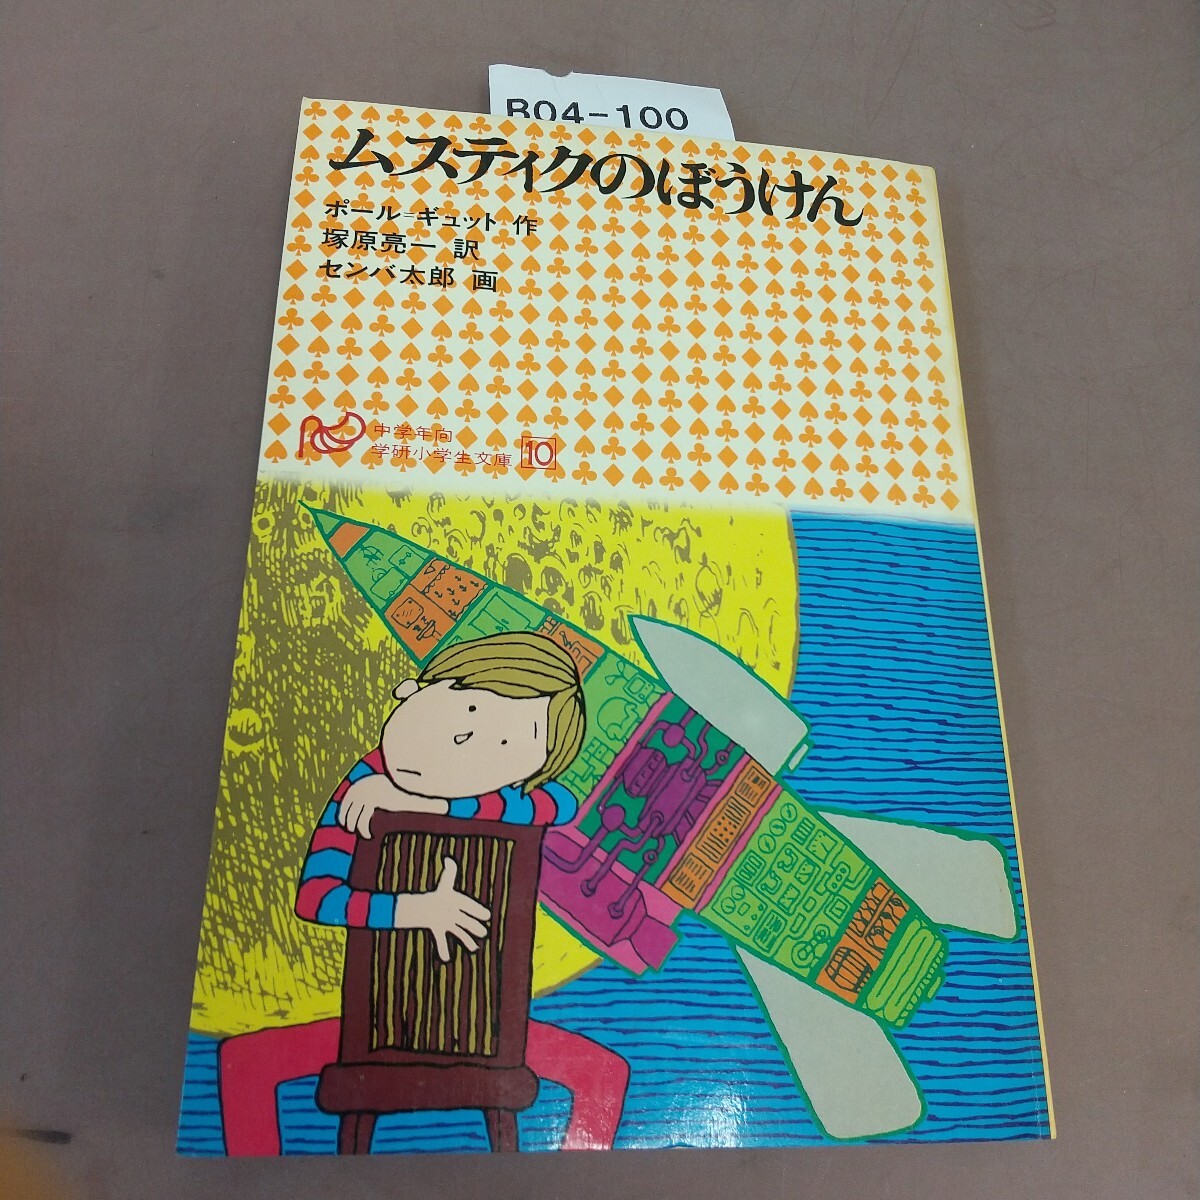 B04-100
ムスティクのぼうけん
ポール=ギュット 作
塚原亮一 訳
センバ太郎 画
中学年向
学研小学生文庫 10